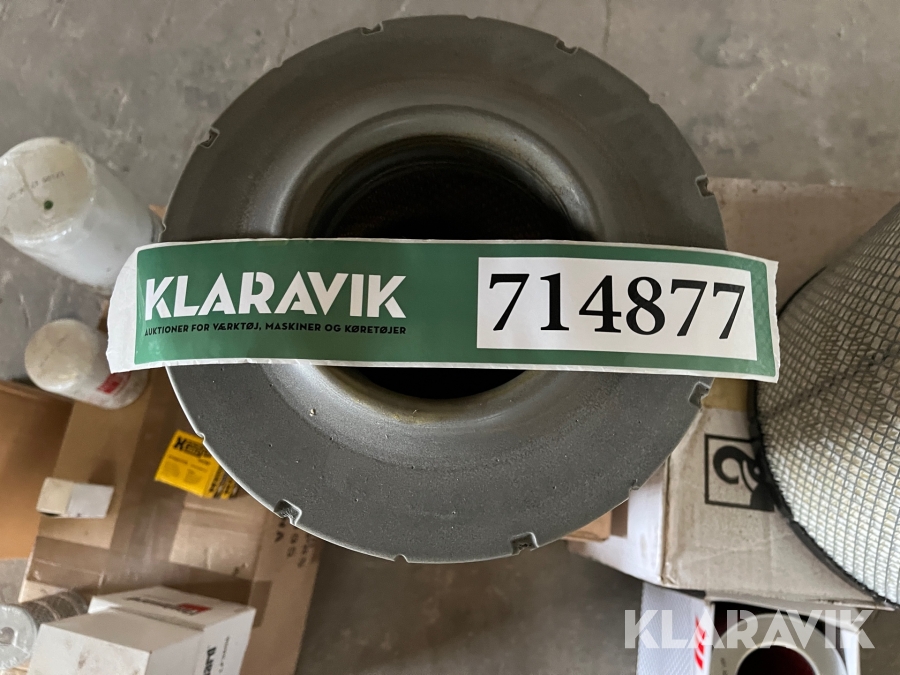 KLARAVIK
AUKTIONER FOR VÆRKTØJ, MASKINER OG KØRETØJER
714877
KLARAVIK